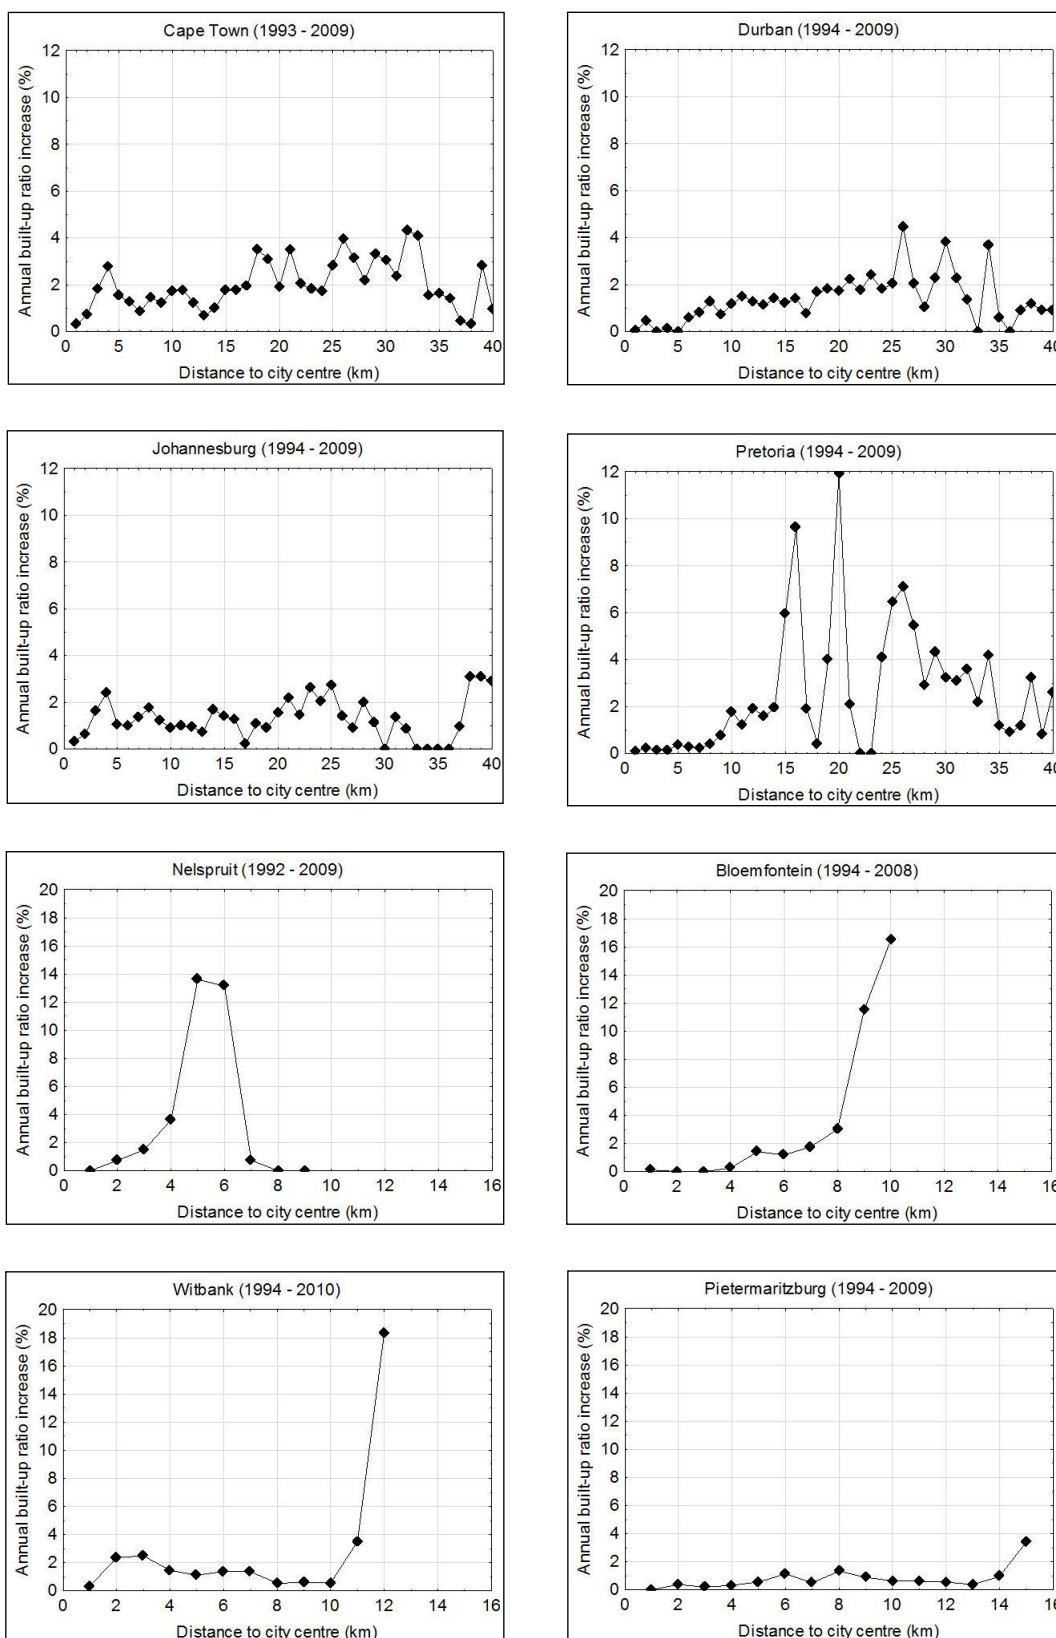 Cape Town (1993 - 2009)
Annual built-up ratio increase (%)
12
10
8
6
4
2
0
0 5 10 15 20 25 30 35 40
Distance to city centre (km)
Durban (1994 - 2009)
Annual built-up ratio increase (%)
12
10
8
6
4
2
0
0 5 10 15 20 25 30 35 40
Distance to city centre (km)
Johannesburg (1994 - 2009)
Annual built-up ratio increase (%)
12
10
8
6
4
2
0
0 5 10 15 20 25 30 35 40
Distance to city centre (km)
Pretoria (1994 - 2009)
Annual built-up ratio increase (%)
12
10
8
6
4
2
0
0 5 10 15 20 25 30 35 40
Distance to city centre (km)
Nelspruit (1992 - 2009)
Annual built-up ratio increase (%)
20
18
16
14
12
10
8
6
4
2
0
0 2 4 6 8 10 12 14 16
Distance to city centre (km)
Bloemfontein (1994 - 2008)
Annual built-up ratio increase (%)
20
18
16
14
12
10
8
6
4
2
0
0 2 4 6 8 10 12 14 16
Distance to city centre (km)
Witbank (1994 - 2010)
Annual built-up ratio increase (%)
20
18
16
14
12
10
8
6
4
2
0
0 2 4 6 8 10 12 14 16
Distance to city centre (km)
Pietermaritzburg (1994 - 2009)
Annual built-up ratio increase (%)
20
18
16
14
12
10
8
6
4
2
0
0 2 4 6 8 10 12 14 16
Distance to city centre (km)